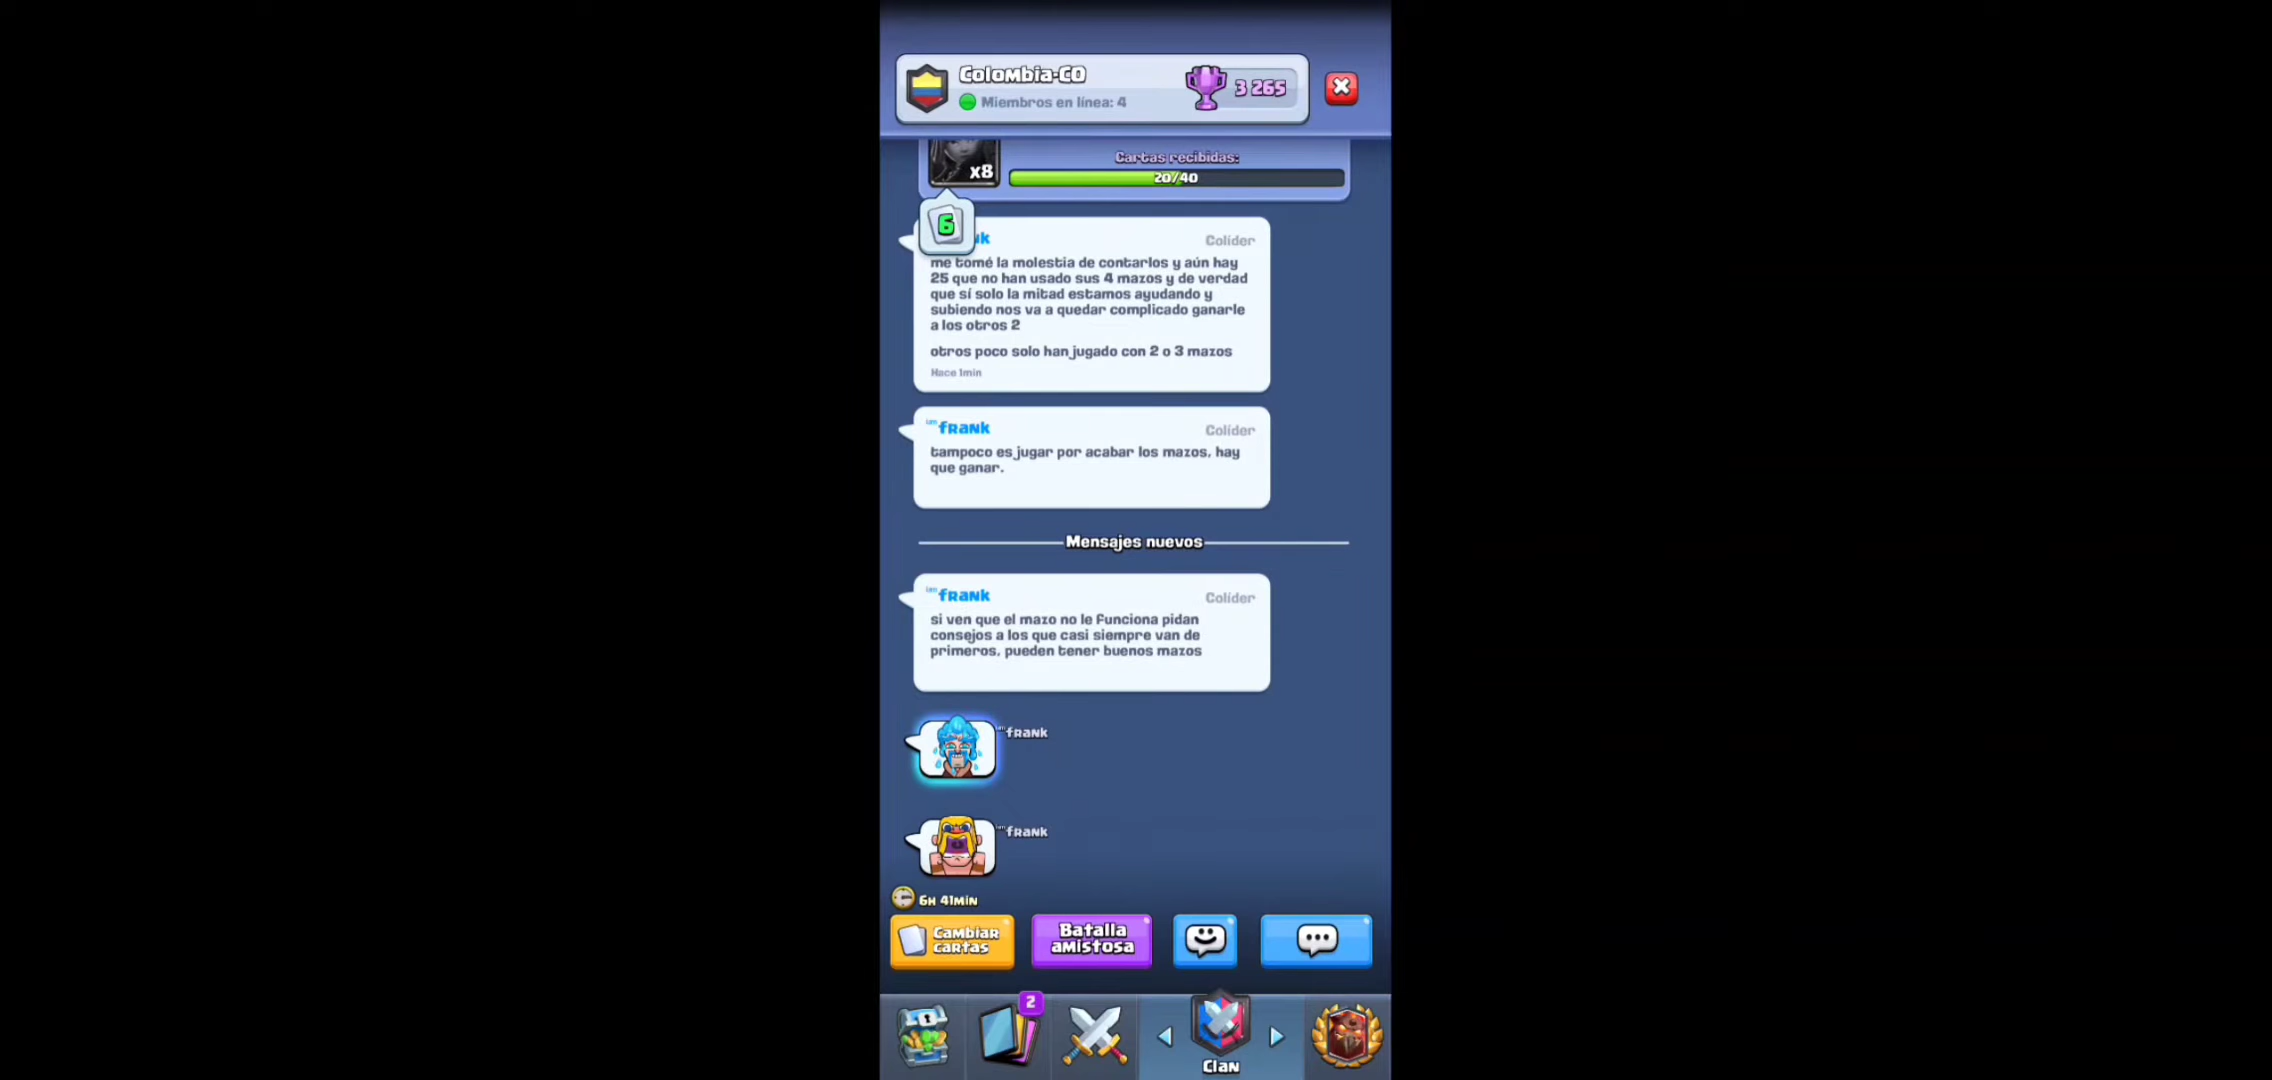 Colombia-CO
Miembros en línea: 4
3 265
Cartas recibidas:
x8
20/40
6
Colíder
me tomé la molestia de contarlos y aún hay
25 que no han usado sus 4 mazos y de verdad
que sí solo la mitad estamos ayudando y
subiendo nos va a quedar complicado ganarle
a los otros 2
otros poco solo han jugado con 2 o 3 mazos
Hace 1min
frank
Colíder
tampoco es jugar por acabar los mazos, hay
que ganar.
Mensajes nuevos
frank
Colíder
si ven que el mazo no le funciona pidan
consejos a los que casi siempre van de
primeros, pueden tener buenos mazos
frank
frank
6H 41min
Cambiar
cartas
Batalla
amistosa
2
Clan